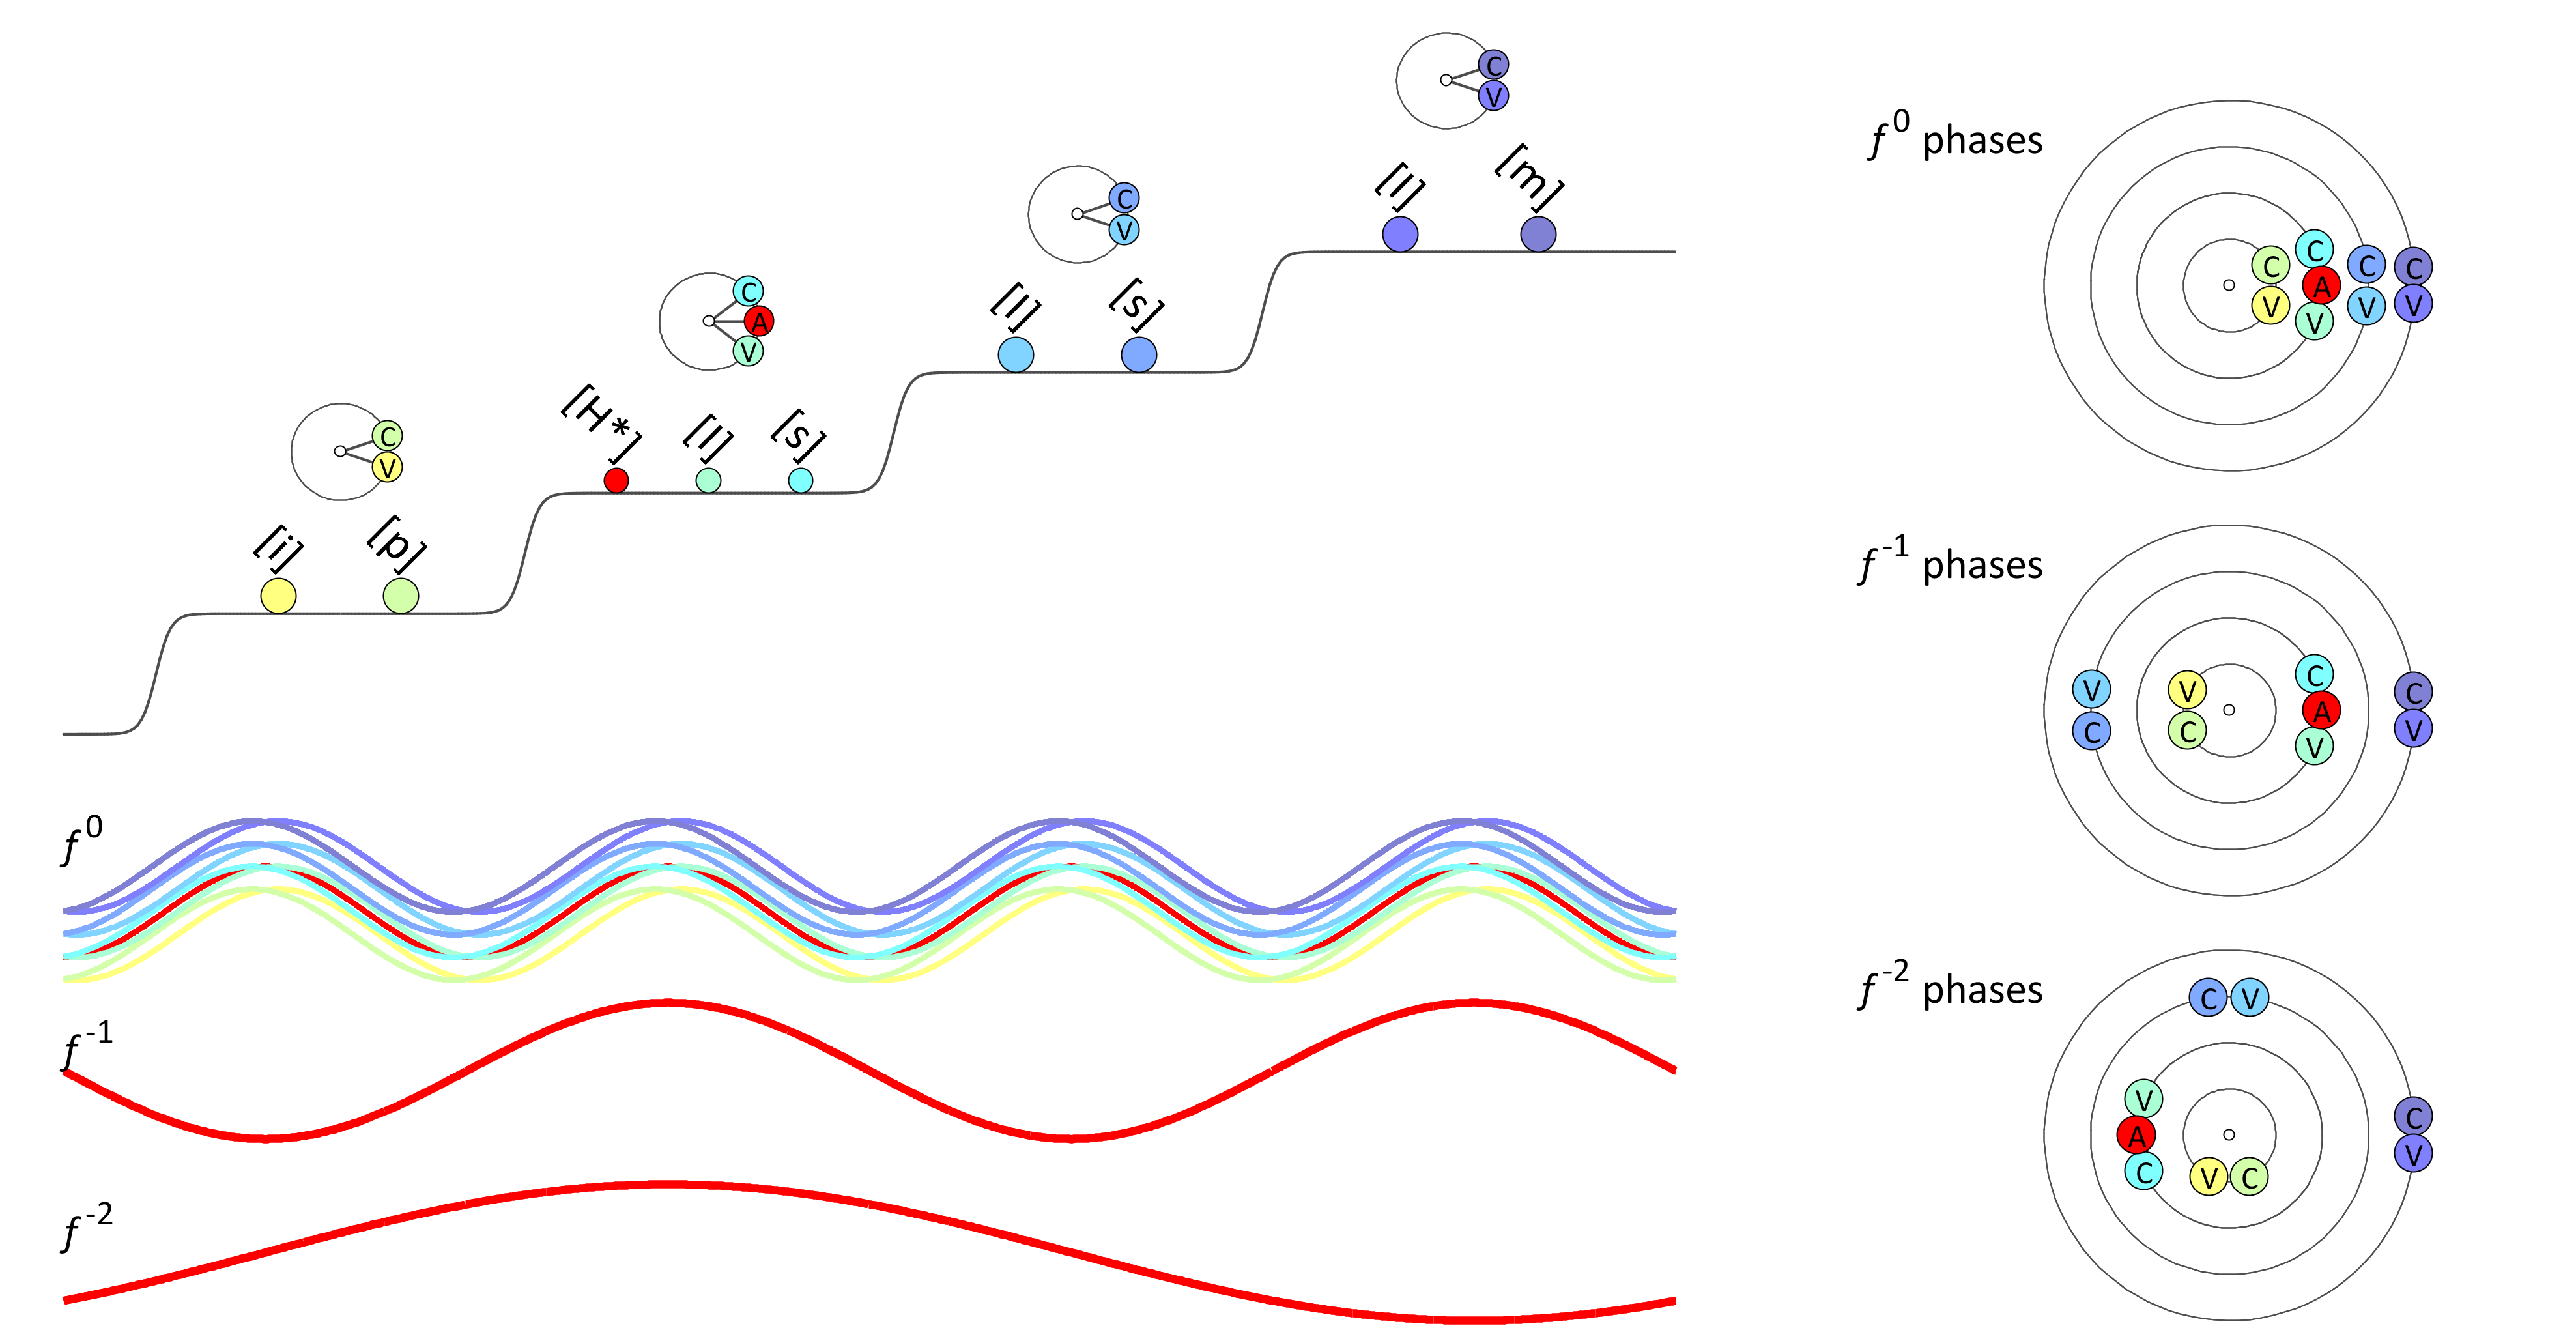 C
V
[l] [m]
C
V
[l] [s]
C
A
V
[H*] [l] [s]
C
V
[i] [p]
f 0
f -1
f -2
f 0 phases
C C C C
A
V V V V
f -1 phases
V V C C
A
C C V V
f -2 phases
C V
V
A
C
V C
C
V